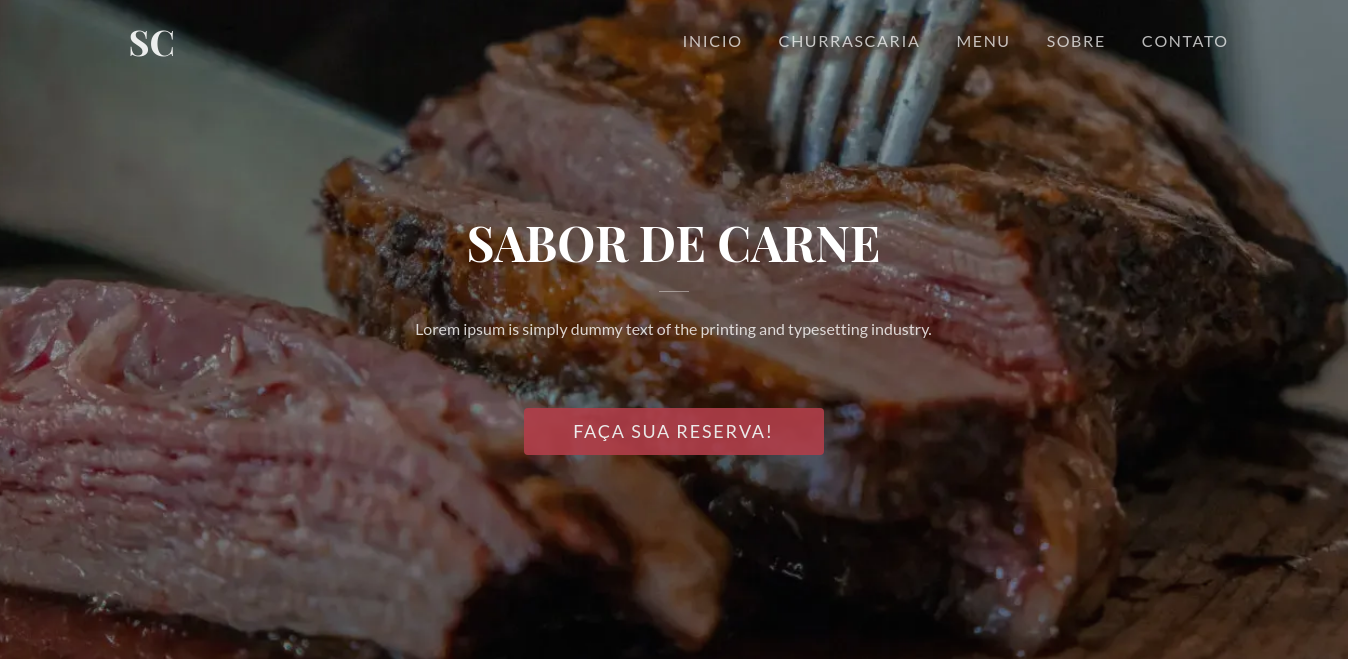 SC
INICIO CHURRASCARIA MENU SOBRE CONTATO
SABOR DE CARNE
Lorem ipsum is simply dummy text of the printing and typesetting industry.
FAÇA SUA RESERVA!